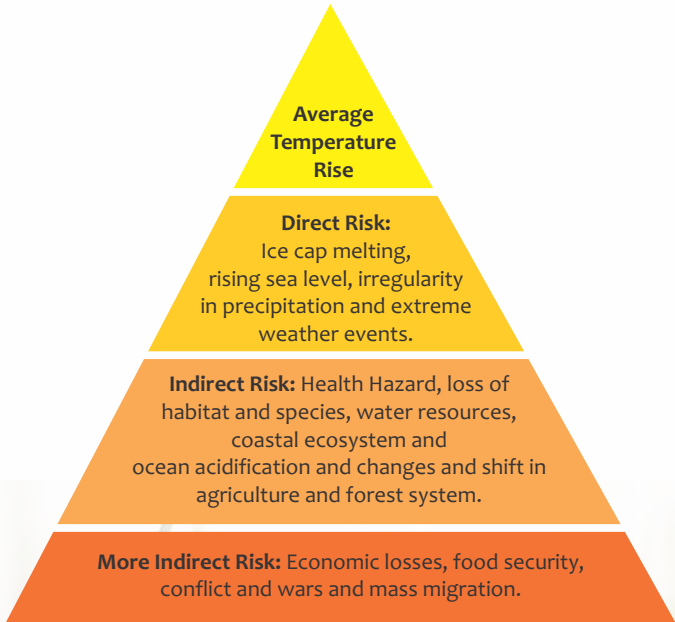 Average
Temperature
Rise
Direct Risk:
Ice cap melting,
rising sea level, irregularity
in precipitation and extreme
weather events.
Indirect Risk: Health Hazard, loss of
habitat and species, water resources,
coastal ecosystem and
ocean acidification and changes and shift in
agriculture and forest system.
More Indirect Risk: Economic losses, food security,
conflict and wars and mass migration.